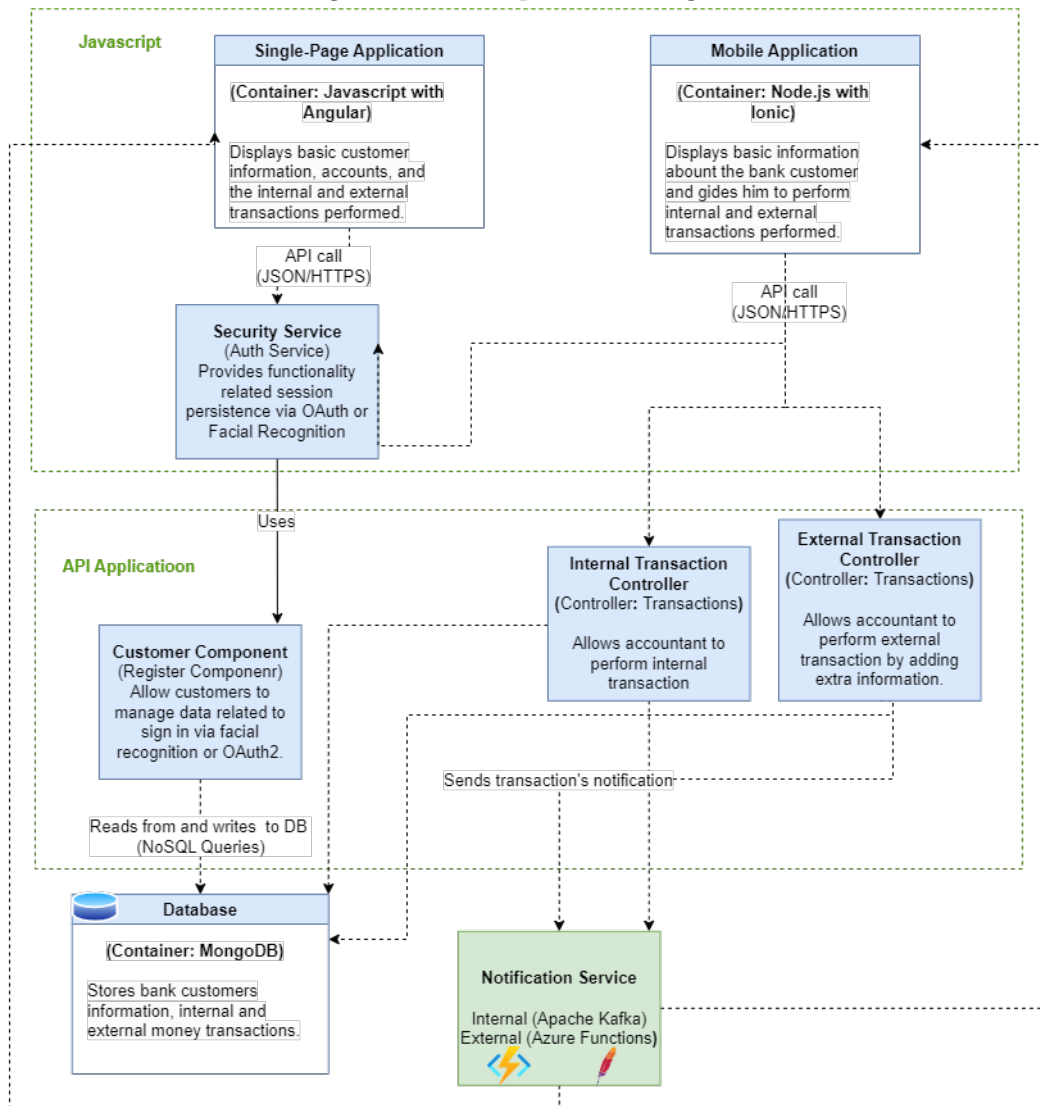 Javascript
Single-Page Application
(Container: Javascript with
Angular)
Displays basic customer
information, accounts, and
the internal and external
transactions performed.
Mobile Application
(Container: Node.js with
Ionic)
Displays basic information
abount the bank customer
and gides him to perform
internal and external
transactions performed.
API call
(JSON/HTTPS)
API call
(JSON/HTTPS)
Security Service
(Auth Service)
Provides functionality
related session
persistence via OAuth or
Facial Recognition
Uses
API Applicatioon
Internal Transaction
Controller
(Controller: Transactions)
Allows accountant to
perform internal
transaction
External Transaction
Controller
(Controller: Transactions)
Allows accountant to
perform external
transaction by adding
extra information.
Customer Component
(Register Componenr)
Allow customers to
manage data related to
sign in via facial
recognition or OAuth2.
Sends transaction's notification
Reads from and writes to DB
(NoSQL Queries)
Database
(Container: MongoDB)
Stores bank customers
information, internal and
external money transactions.
Notification Service
Internal (Apache Kafka)
External (Azure Functions)